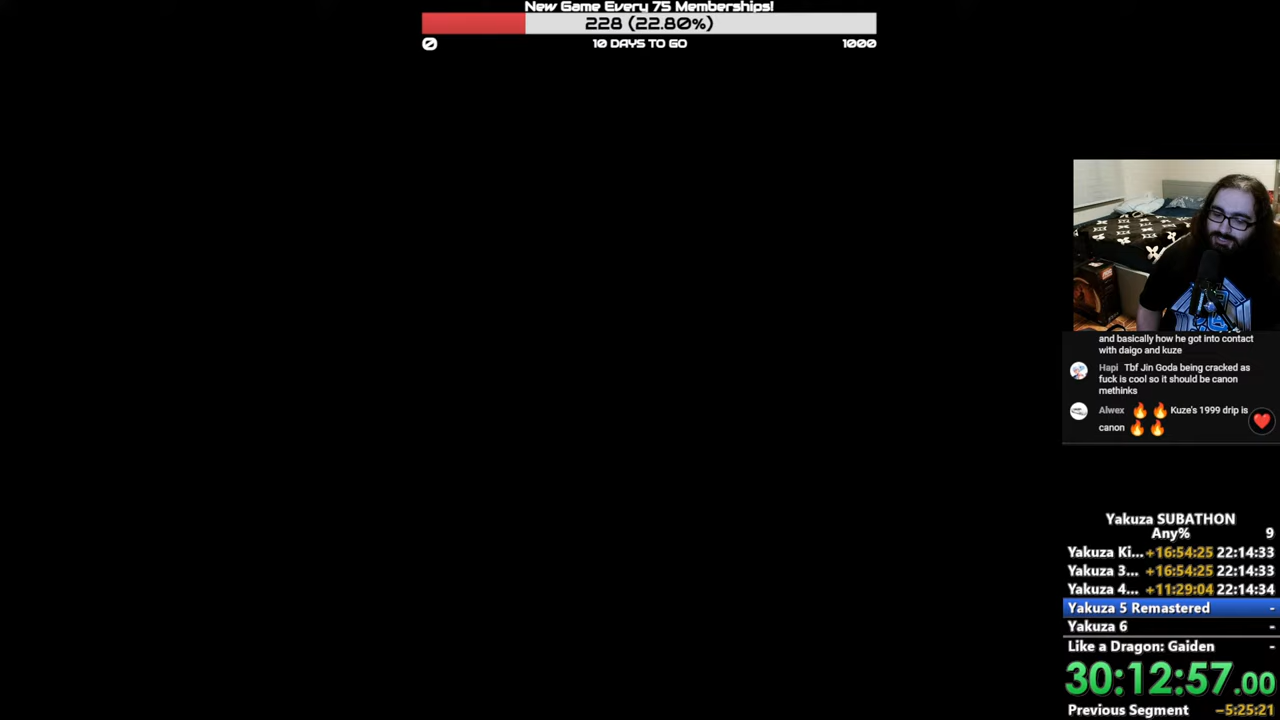 New Game Every 75 Memberships!
228 (22.80%)
0 10 DAYS TO GO 1000
and basically how he got into contact
with daigo and kuze
Hapi Tbf Jin Goda being cracked as
fuck is cool so it should be canon
methinks
Alwex 🔥🔥 Kuze's 1999 drip is
canon 🔥🔥
Yakuza SUBATHON
Any% 9
Yakuza Ki... +16:54:25 22:14:33
Yakuza 3... +16:54:25 22:14:33
Yakuza 4... +11:29:04 22:14:34
Yakuza 5 Remastered -
Yakuza 6 -
Like a Dragon: Gaiden -
30:12:57.00
Previous Segment −5:25:21